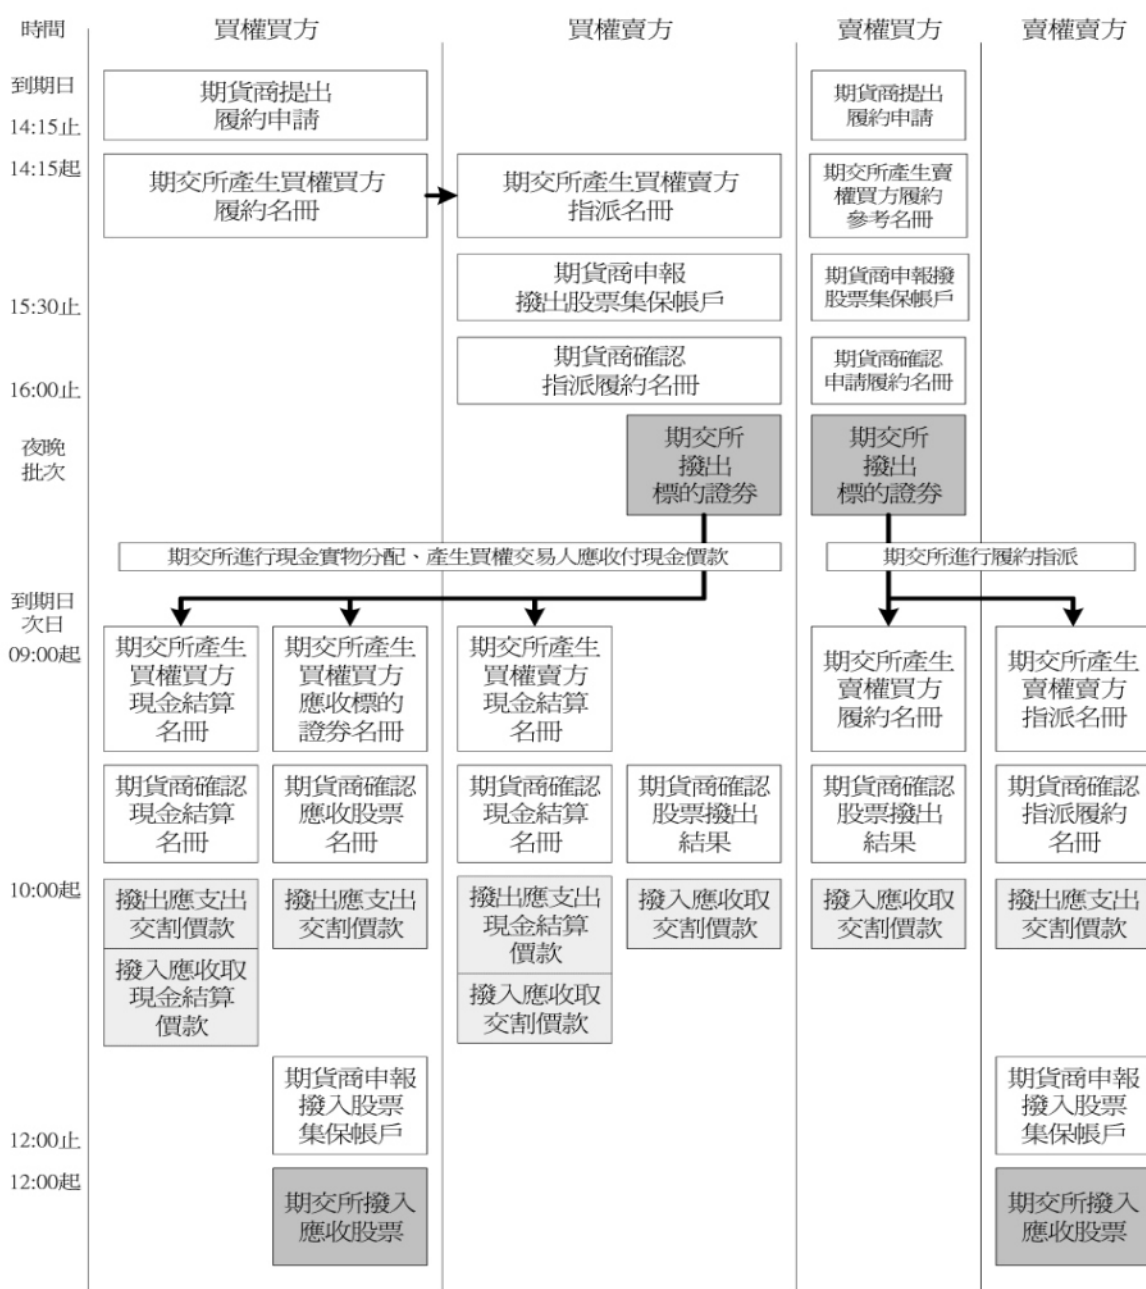 時間
買權買方
買權賣方
賣權買方
賣權賣方
到期日
14:15止
期貨商提出
履約申請
期貨商提出
履約申請
14:15起
期交所產生買權買方
履約名冊
期交所產生買權賣方
指派名冊
期交所產生賣
權買方履約
參考名冊
15:30止
期貨商申報
撥出股票集保帳戶
期貨商申報撥
股票集保帳戶
16:00止
期貨商確認
指派履約名冊
期貨商確認
申請履約名冊
夜晚
批次
期交所
撥出
標的證券
期交所
撥出
標的證券
期交所進行現金實物分配、產生買權交易人應收付現金價款
期交所進行履約指派
到期日
次日
09:00起
期交所產生
買權買方
現金結算
名冊
期交所產生
買權買方
應收標的
證券名冊
期交所產生
買權賣方
現金結算
名冊
期交所產生
賣權買方
履約名冊
期交所產生
賣權賣方
指派名冊
期貨商確認
現金結算
名冊
期貨商確認
應收股票
名冊
期貨商確認
現金結算
名冊
期貨商確認
股票撥出
結果
期貨商確認
股票撥出
結果
期貨商確認
指派履約
名冊
10:00起
撥出應支出
交割價款
撥入應收取
現金結算
價款
撥出應支出
交割價款
撥出應支出
現金結算
價款
撥入應收取
交割價款
撥入應收取
交割價款
撥入應收取
交割價款
撥出應支出
交割價款
12:00止
期貨商申報
撥入股票
集保帳戶
期貨商申報
撥入股票
集保帳戶
12:00起
期交所撥入
應收股票
期交所撥入
應收股票